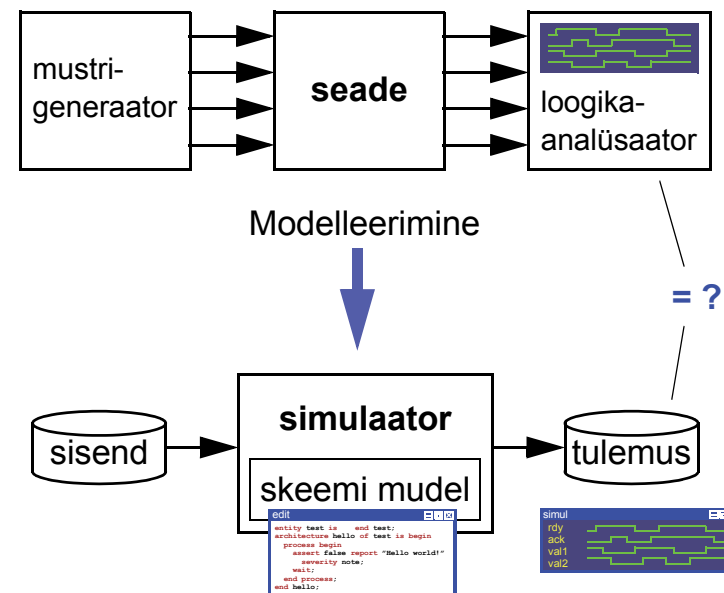 mustri-
generaator
seade
loogika-
analüsaator
Modelleerimine
= ?
sisend
simulaator
skeemi mudel
tulemus
edit
entity test is end test;
architecture hello of test is begin
process begin
assert false report "Hello world!"
severity note;
wait;
end process;
end hello;
simul
rdy
ack
val1
val2